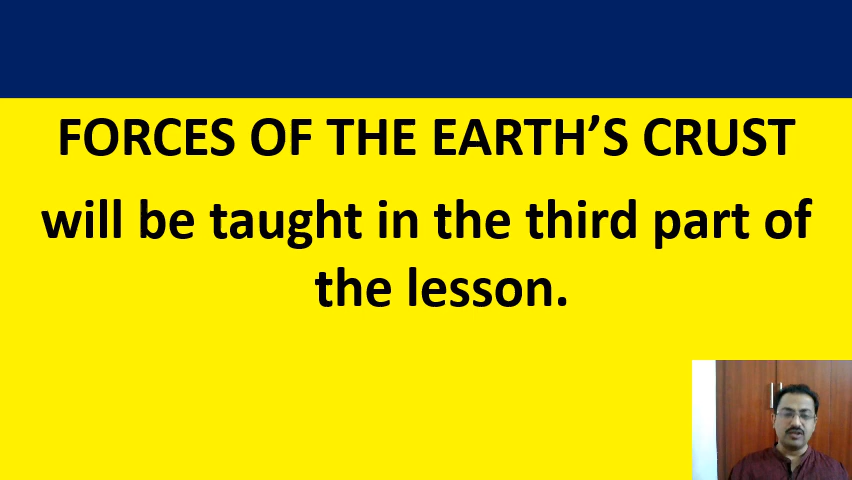 FORCES OF THE EARTH’S CRUST
will be taught in the third part of
the lesson.